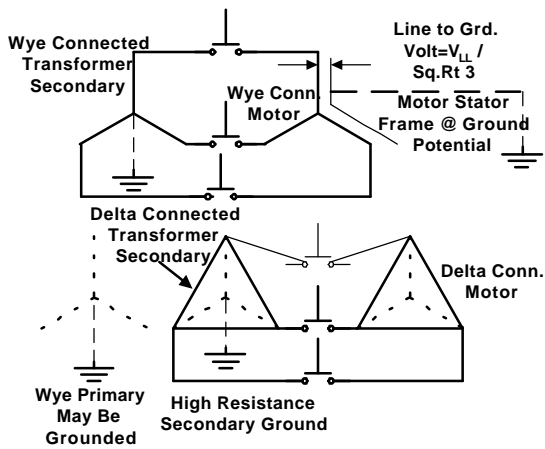 Wye Connected
Transformer
Secondary
Wye Conn.
Motor
Line to Grd.
Volt=VLL /
Sq.Rt 3
Motor Stator
Frame @ Ground
Potential
Delta Connected
Transformer
Secondary
Delta Conn.
Motor
Wye Primary
May Be
Grounded
High Resistance
Secondary Ground